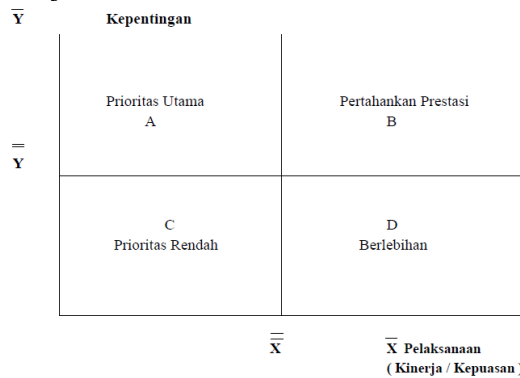 Y̅ Kepentingan
Prioritas Utama Pertahankan Prestasi
A B
Y̿
C D
Prioritas Rendah Berlebihan
X̿ X̅ Pelaksanaan
( Kinerja / Kepuasan )